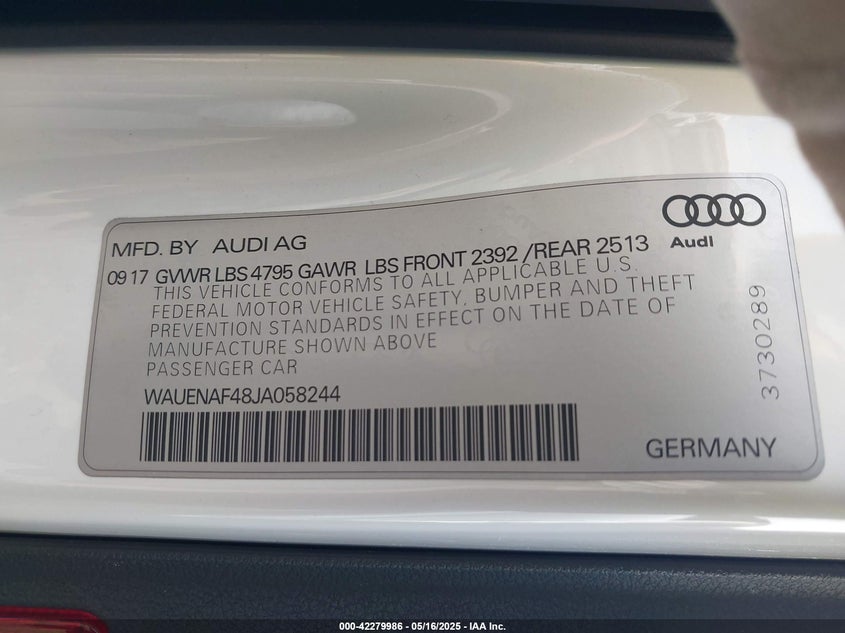 MFD. BY AUDI AG
Audi
09 17 GVWR LBS 4795 GAWR LBS FRONT 2392 /REAR 2513
THIS VEHICLE CONFORMS TO ALL APPLICABLE U.S.
FEDERAL MOTOR VEHICLE SAFETY, BUMPER AND THEFT
PREVENTION STANDARDS IN EFFECT ON THE DATE OF
MANUFACTURE SHOWN ABOVE
PASSENGER CAR
WAUENAF48JA058244
3730289
GERMANY
000-42279986 - 05/16/2025 - IAA Inc.